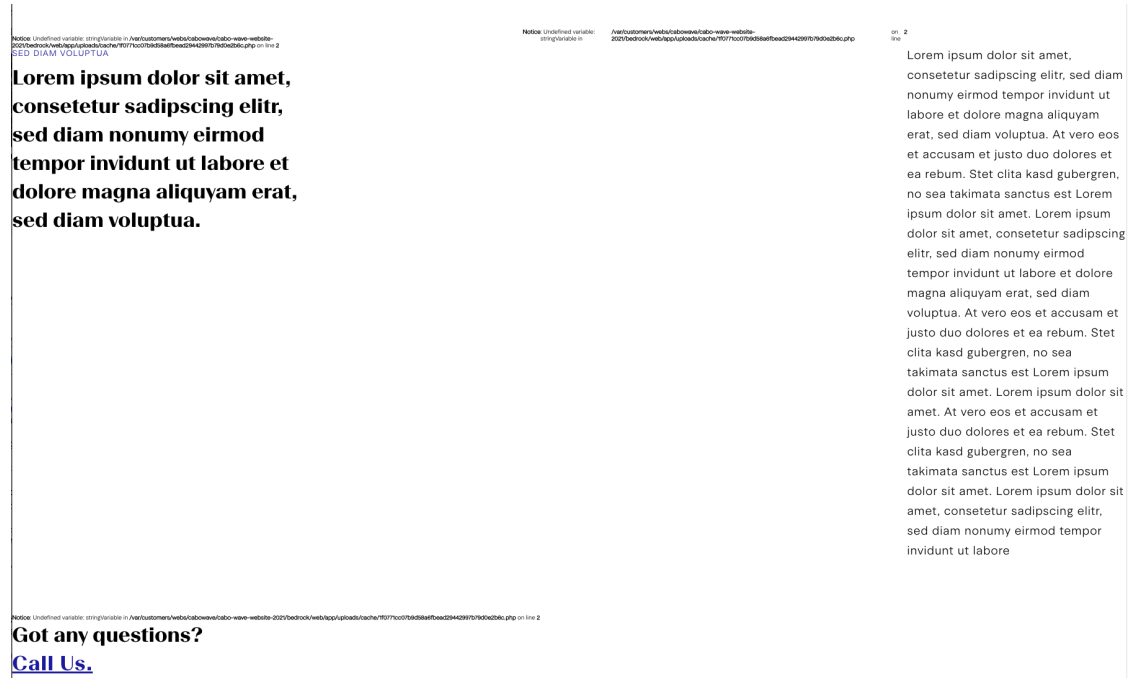 Notice: Undefined variable: stringVariable in /var/customers/webs/cabowave/cabo-wave-website-
2021/bedrock/web/app/uploads/cache/1f0771cc07b9d58a6fbead29442997b79d0e2b6c.php on line 2
SED DIAM VOLUPTUA
Lorem ipsum dolor sit amet,
consetetur sadipscing elitr,
sed diam nonumy eirmod
tempor invidunt ut labore et
dolore magna aliquyam erat,
sed diam voluptua.
Notice: Undefined variable:
stringVariable in
/var/customers/webs/cabowave/cabo-wave-website-
2021/bedrock/web/app/uploads/cache/1f0771cc07b9d58a6fbead29442997b79d0e2b6c.php
on
line
2
Lorem ipsum dolor sit amet,
consetetur sadipscing elitr, sed diam
nonumy eirmod tempor invidunt ut
labore et dolore magna aliquyam
erat, sed diam voluptua. At vero eos
et accusam et justo duo dolores et
ea rebum. Stet clita kasd gubergren,
no sea takimata sanctus est Lorem
ipsum dolor sit amet. Lorem ipsum
dolor sit amet, consetetur sadipscing
elitr, sed diam nonumy eirmod
tempor invidunt ut labore et dolore
magna aliquyam erat, sed diam
voluptua. At vero eos et accusam et
justo duo dolores et ea rebum. Stet
clita kasd gubergren, no sea
takimata sanctus est Lorem ipsum
dolor sit amet. Lorem ipsum dolor sit
amet. At vero eos et accusam et
justo duo dolores et ea rebum. Stet
clita kasd gubergren, no sea
takimata sanctus est Lorem ipsum
dolor sit amet. Lorem ipsum dolor sit
amet, consetetur sadipscing elitr,
sed diam nonumy eirmod tempor
invidunt ut labore
Notice: Undefined variable: stringVariable in /var/customers/webs/cabowave/cabo-wave-website-2021/bedrock/web/app/uploads/cache/1f0771cc07b9d58a6fbead29442997b79d0e2b6c.php on line 2
Got any questions?
Call Us.